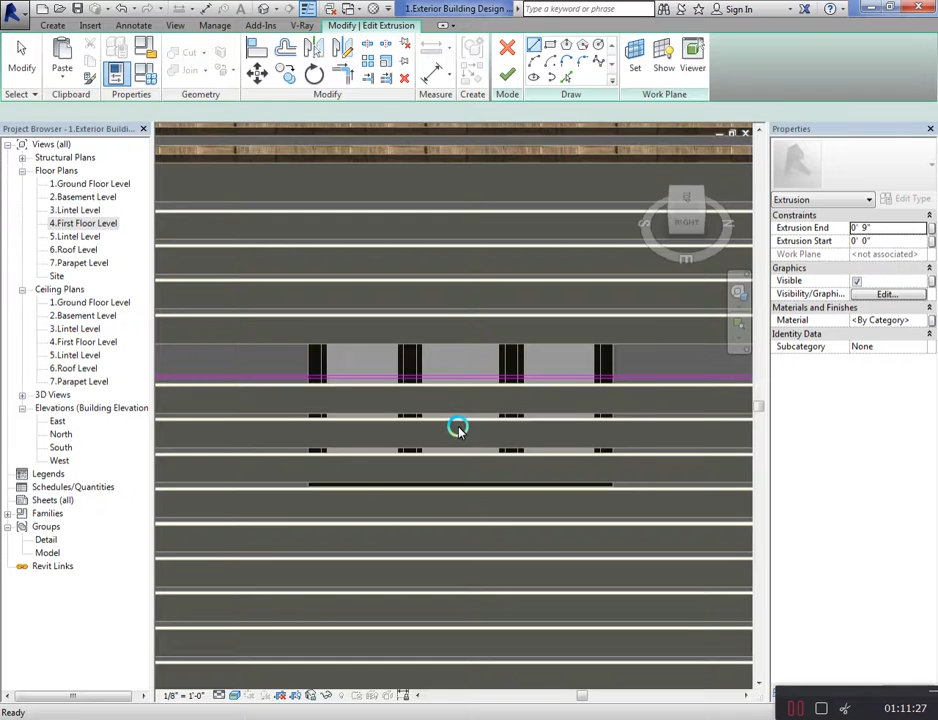 1.Exterior Building Design ...
Type a keyword or phrase
Sign In
Home
Insert
Annotate
View
Manage
Add-Ins
V-Ray
Modify | Edit Extrusion
Modify
Paste
Cut
Join
Set
Show
Viewer
Select
Clipboard
Properties
Geometry
Modify
Measure
Create
Mode
Draw
Work Plane
Project Browser - 1.Exterior Buildi...
Views (all)
Structural Plans
Floor Plans
1.Ground Floor Level
2.Basement Level
3.Lintel Level
4.First Floor Level
5.Lintel Level
6.Roof Level
7.Parapet Level
Site
Ceiling Plans
1.Ground Floor Level
2.Basement Level
3.Lintel Level
4.First Floor Level
5.Lintel Level
6.Roof Level
7.Parapet Level
3D Views
Elevations (Building Elevation
East
North
South
West
Legends
Schedules/Quantities
Sheets (all)
Families
Groups
Detail
Model
Revit Links
RIGHT
S
N
E
Properties
Extrusion
Edit Type
Constraints
Extrusion End
0' 9"
Extrusion Start
0' 0"
Work Plane
<not associated>
Graphics
Visible
Visibility/Graphi...
Edit...
Materials and Finishes
Material
<By Category>
Identity Data
Subcategory
None
1/8" = 1'-0"
Ready
01:11:27